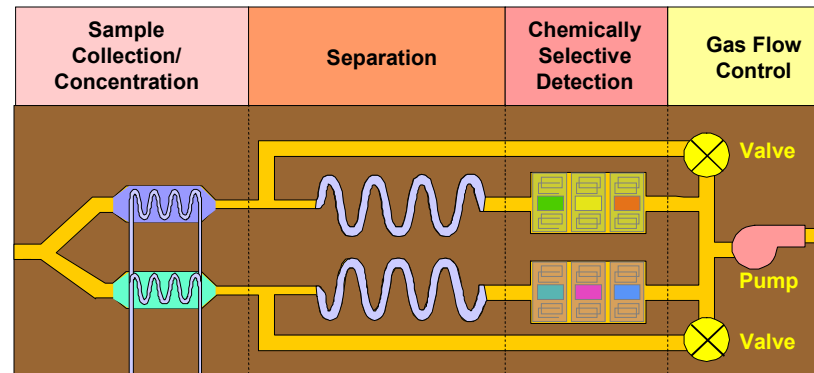 Sample
Collection/
Concentration
Separation
Chemically
Selective
Detection
Gas Flow
Control
Valve
Pump
Valve